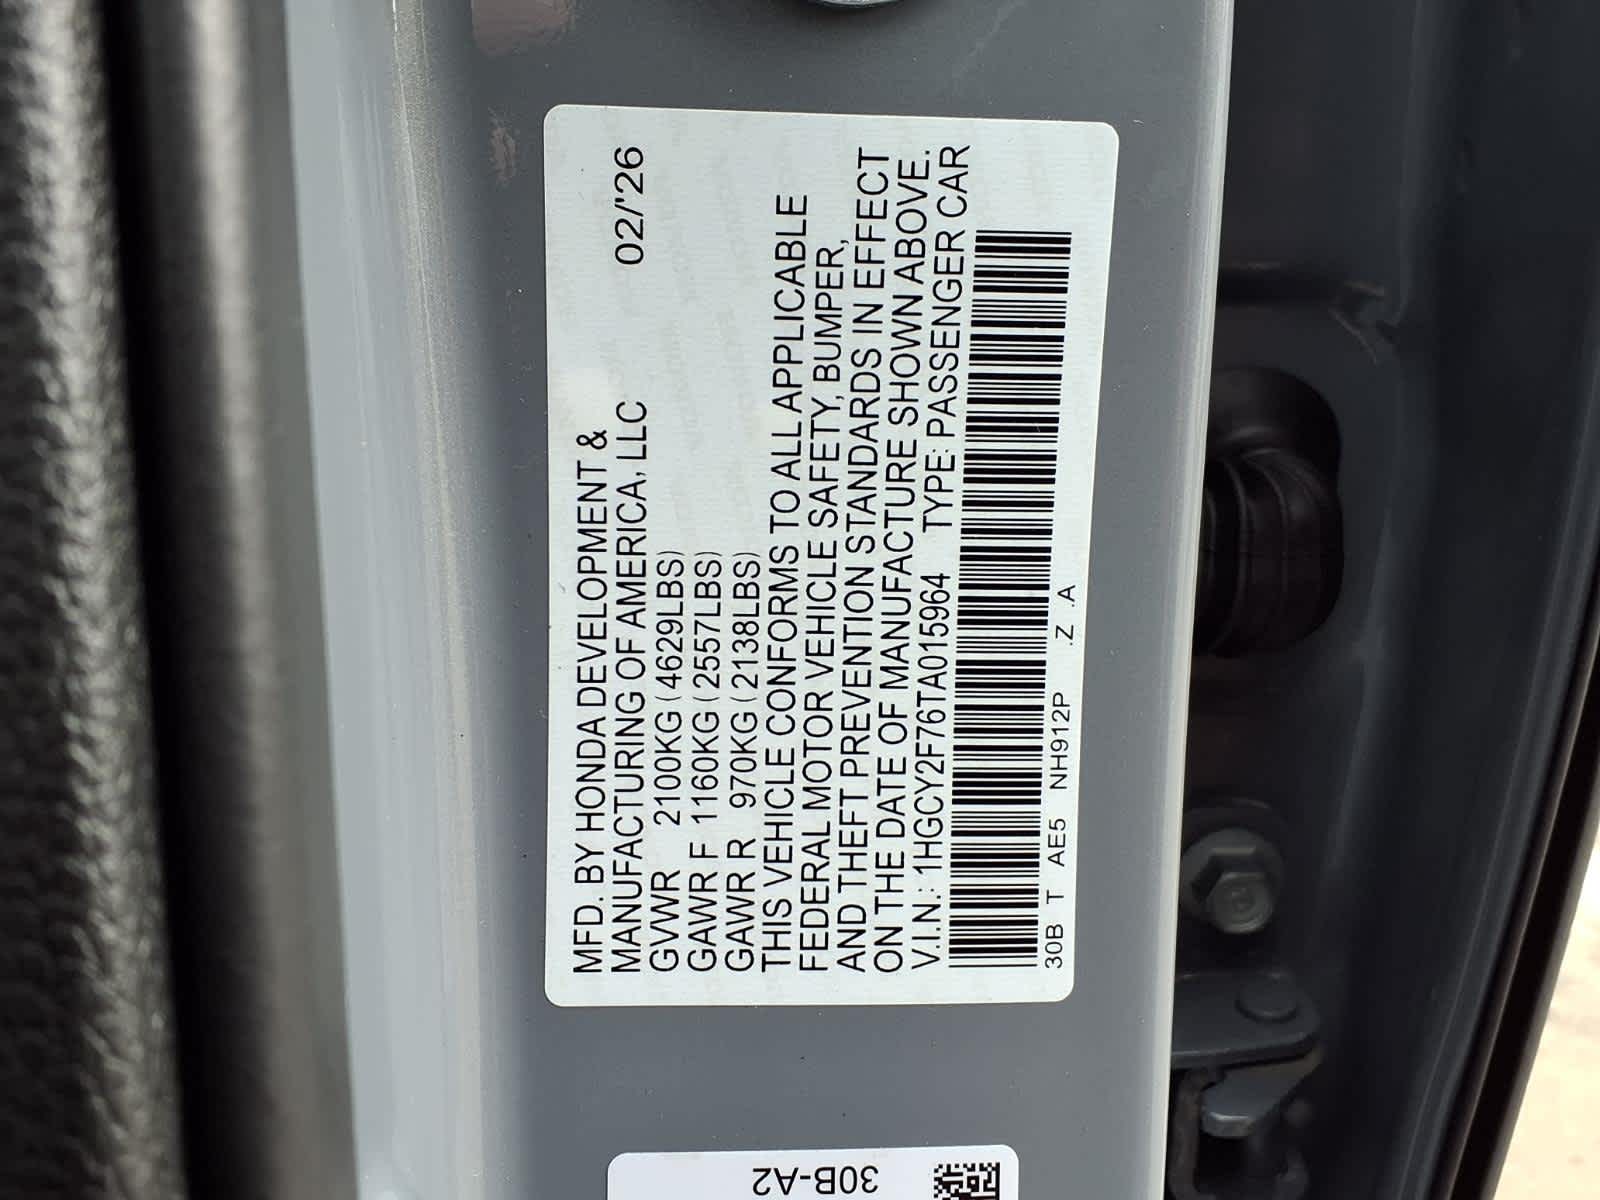 MFD. BY HONDA DEVELOPMENT &
MANUFACTURING OF AMERICA, LLC 02/'26
GVWR 2100KG (4629LBS)
GAWR F 1160KG (2557LBS)
GAWR R 970KG (2138LBS)
THIS VEHICLE CONFORMS TO ALL APPLICABLE
FEDERAL MOTOR VEHICLE SAFETY, BUMPER,
AND THEFT PREVENTION STANDARDS IN EFFECT
ON THE DATE OF MANUFACTURE SHOWN ABOVE.
V.I.N.: 1HGCY2F76TA015964 TYPE: PASSENGER CAR
30B T AE5 NH912P .Z .A
30B-A2